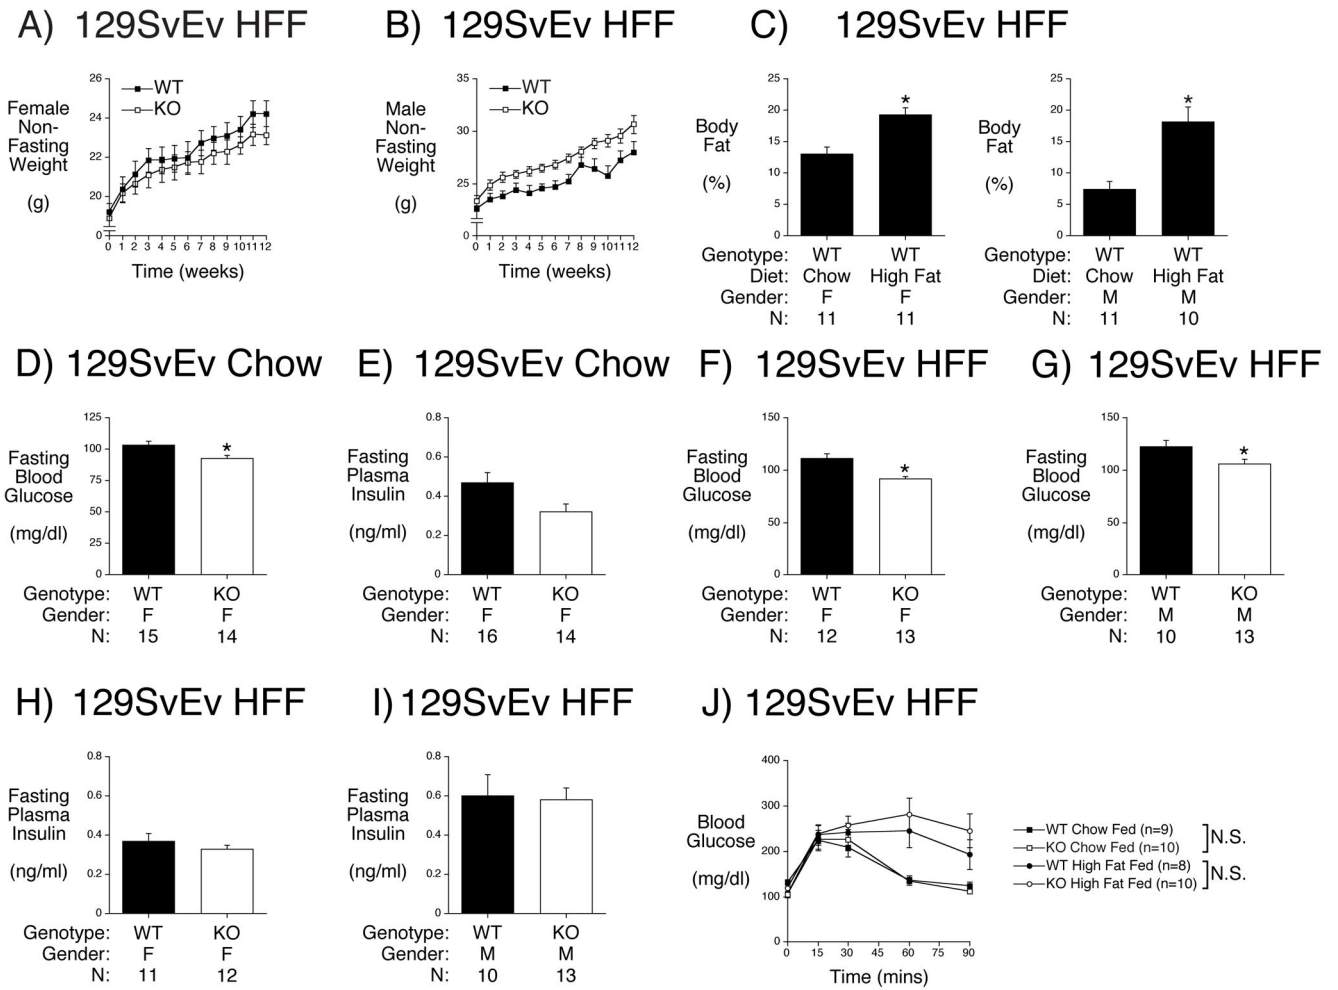 A) 129SvEv HFF
26
24
22
20
0
Female
Non-
Fasting
Weight
(g)
WT
KO
0 1 2 3 4 5 6 7 8 9 10 11 12
Time (weeks)
B) 129SvEv HFF
35
30
25
0
Male
Non-
Fasting
Weight
(g)
WT
KO
0 1 2 3 4 5 6 7 8 9 10 11 12
Time (weeks)
C) 129SvEv HFF
25
20
15
10
5
0
Body
Fat
(%)
*
Genotype: WT WT
Diet: Chow High Fat
Gender: F F
N: 11 11
25
20
15
10
5
0
Body
Fat
(%)
*
Genotype: WT WT
Diet: Chow High Fat
Gender: M M
N: 11 10
D) 129SvEv Chow
125
100
75
50
25
0
Fasting
Blood
Glucose
(mg/dl)
*
Genotype: WT KO
Gender: F F
N: 15 14
E) 129SvEv Chow
0.8
0.6
0.4
0.2
0
Fasting
Plasma
Insulin
(ng/ml)
Genotype: WT KO
Gender: F F
N: 16 14
F) 129SvEv HFF
150
100
50
0
Fasting
Blood
Glucose
(mg/dl)
*
Genotype: WT KO
Gender: F F
N: 12 13
G) 129SvEv HFF
150
100
50
0
Fasting
Blood
Glucose
(mg/dl)
*
Genotype: WT KO
Gender: M M
N: 10 13
H) 129SvEv HFF
0.8
0.6
0.4
0.2
0
Fasting
Plasma
Insulin
(ng/ml)
Genotype: WT KO
Gender: F F
N: 11 12
I) 129SvEv HFF
0.8
0.6
0.4
0.2
0
Fasting
Plasma
Insulin
(ng/ml)
Genotype: WT KO
Gender: M M
N: 10 13
J) 129SvEv HFF
400
300
200
100
0
Blood
Glucose
(mg/dl)
0 15 30 45 60 75 90
Time (mins)
WT Chow Fed (n=9)
KO Chow Fed (n=10)
N.S.
WT High Fat Fed (n=8)
KO High Fat Fed (n=10)
N.S.